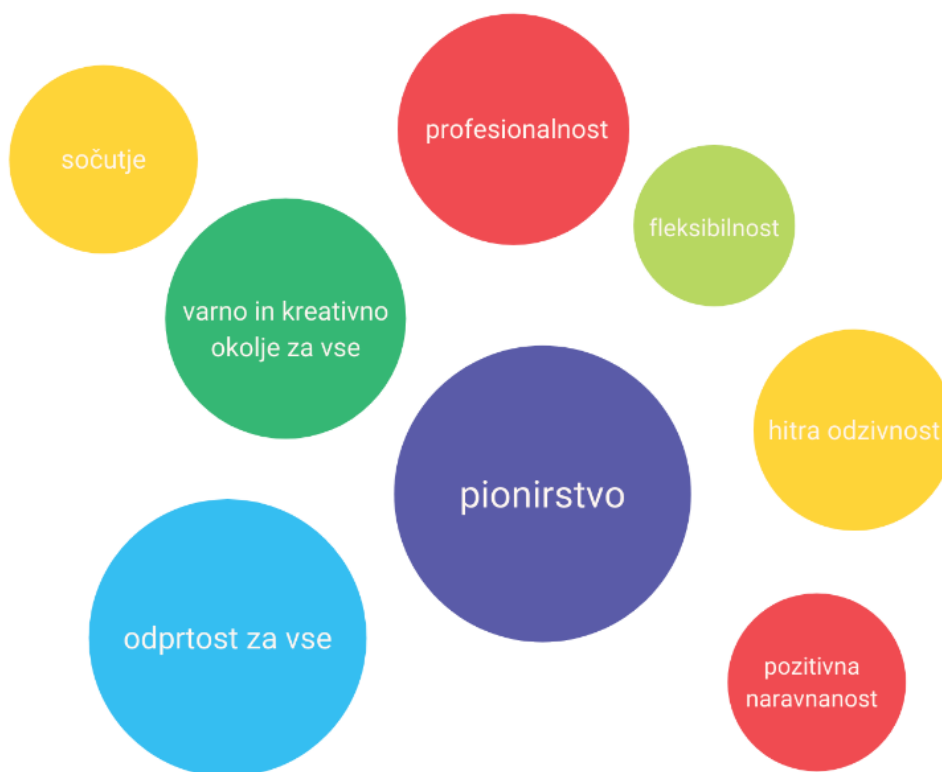 profesionalnost
sočutje
fleksibilnost
varno in kreativno
okolje za vse
hitra odzivnost
pionirstvo
odprtost za vse
pozitivna
naravnanost